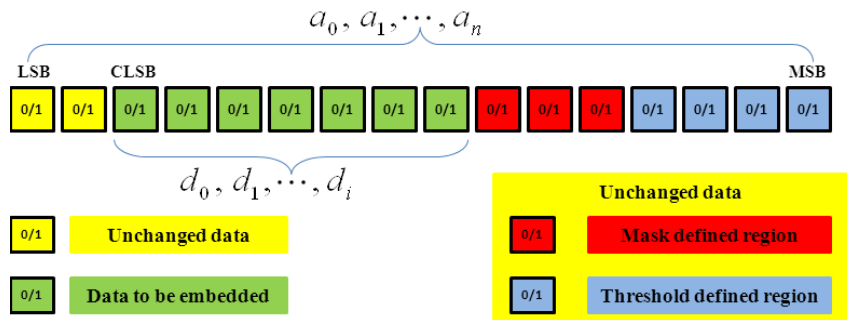 a₀, a₁, ⋯, aₙ
LSB CLSB MSB
0/1 0/1 0/1 0/1 0/1 0/1 0/1 0/1 0/1 0/1 0/1 0/1 0/1 0/1 0/1 0/1
d₀, d₁, ⋯, dᵢ
Unchanged data
0/1 Unchanged data 0/1 Mask defined region
0/1 Data to be embedded 0/1 Threshold defined region